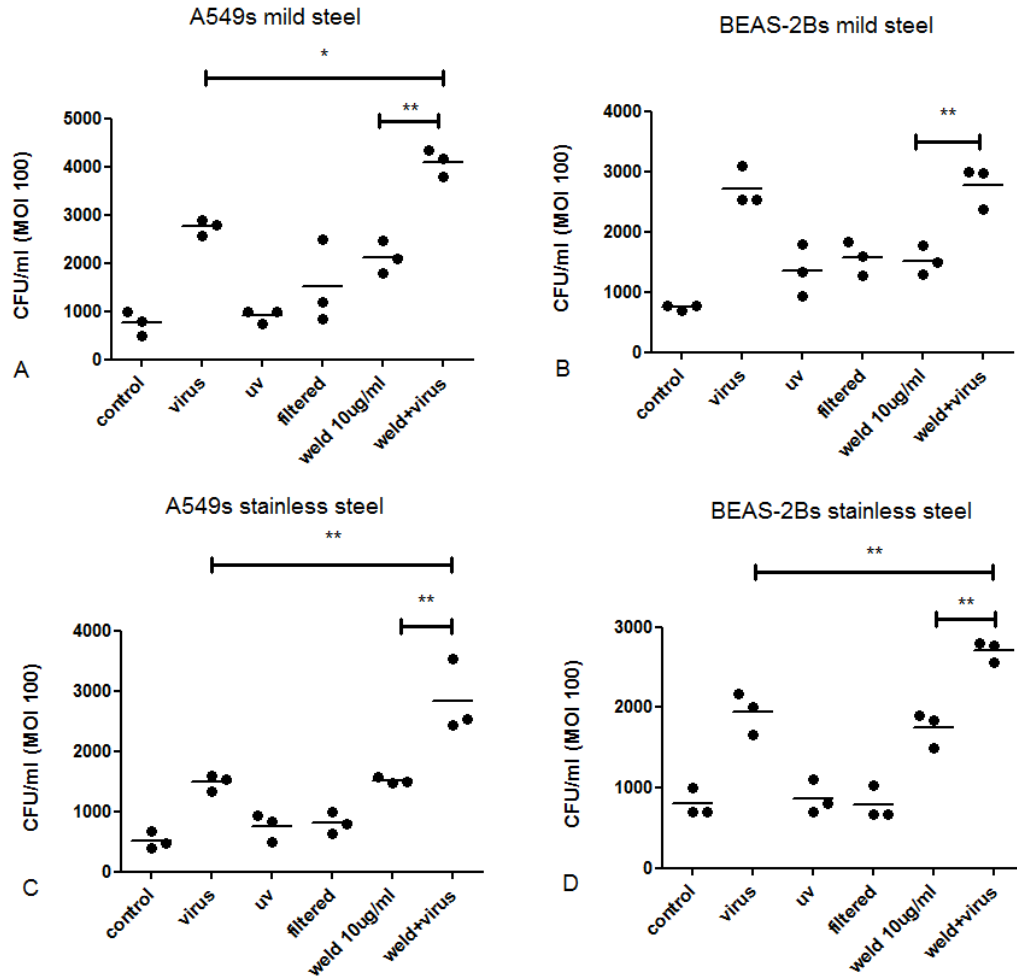 A549s mild steel
*
**
CFU/ml (MOI 100)
5000
4000
3000
2000
1000
0
control
virus
uv
filtered
weld 10ug/ml
weld+virus
A
BEAS-2Bs mild steel
**
CFU/ml (MOI 100)
4000
3000
2000
1000
0
control
virus
uv
filtered
weld 10ug/ml
weld+virus
B
A549s stainless steel
**
**
CFU/ml (MOI 100)
4000
3000
2000
1000
0
control
virus
uv
filtered
weld 10ug/ml
weld+virus
C
BEAS-2Bs stainless steel
**
**
CFU/ml (MOI 100)
3000
2000
1000
0
control
virus
uv
filtered
weld 10ug/ml
weld+virus
D